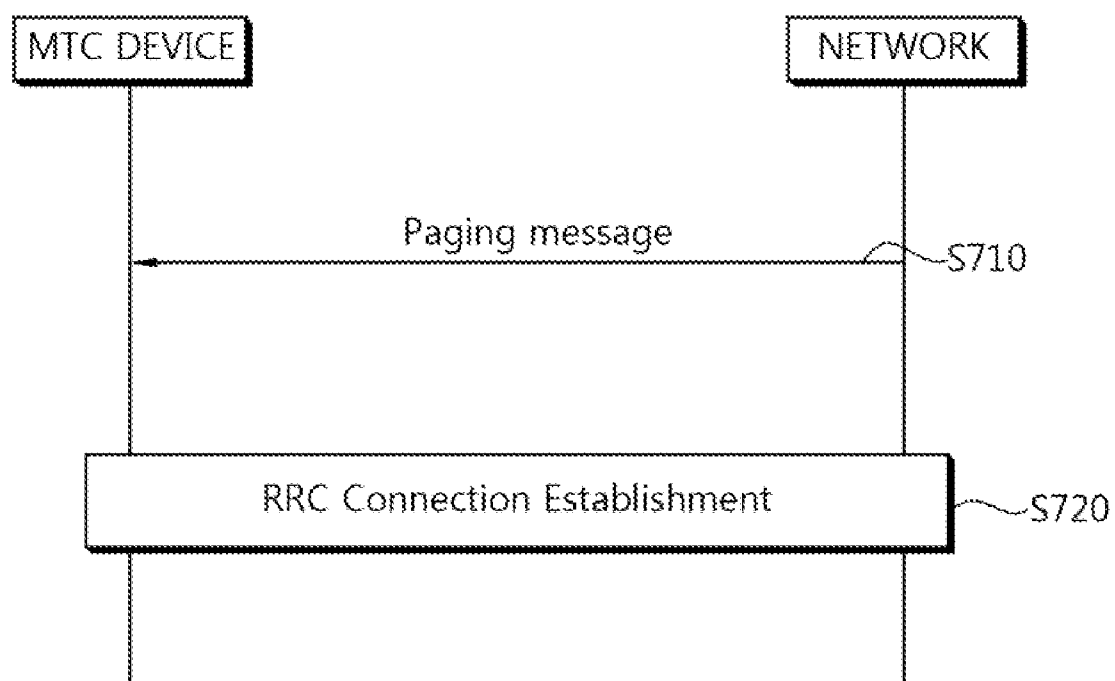 MTC DEVICE
NETWORK
Paging message
S710
RRC Connection Establishment
S720